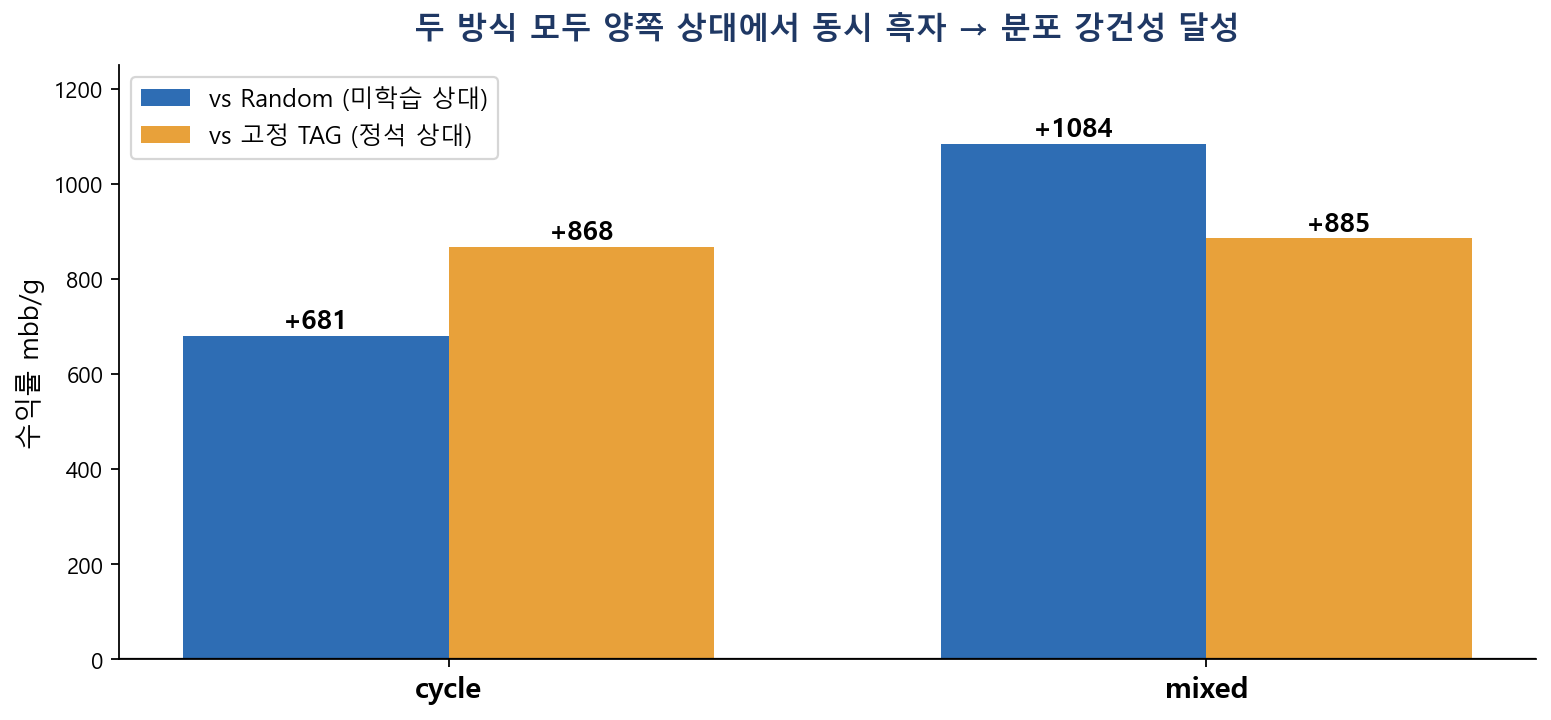 두 방식 모두 양쪽 상대에서 동시 흑자 → 분포 강건성 달성
vs Random (미학습 상대)
vs 고정 TAG (정석 상대)
수익률 mbb/g
1200
1000
800
600
400
200
0
+681
+868
+1084
+885
cycle
mixed